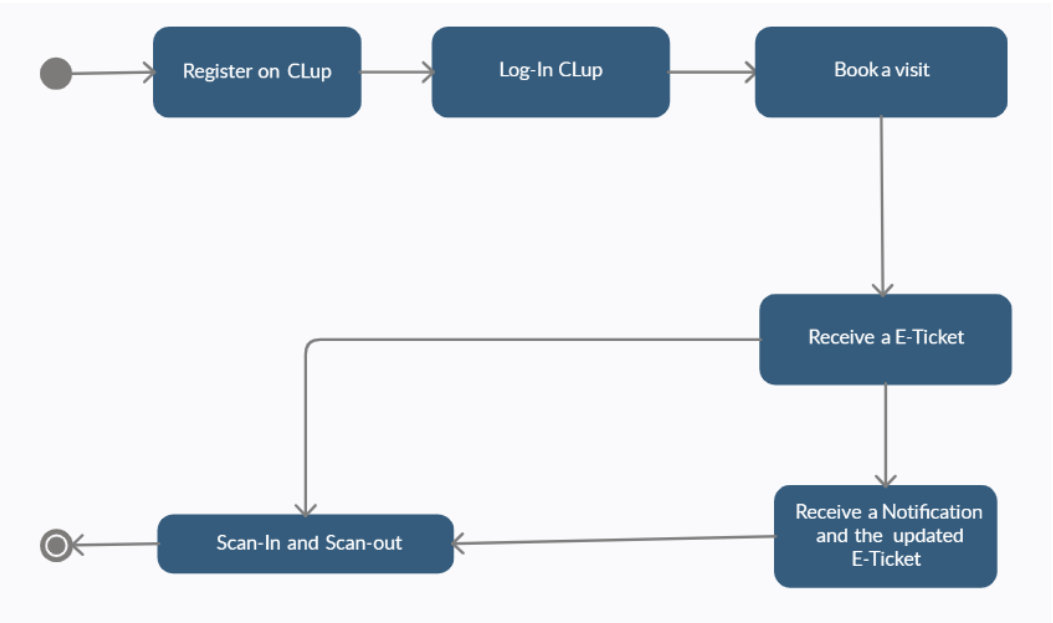 Register on CLup
Log-In CLup
Book a visit
Receive a E-Ticket
Receive a Notification
and the updated
E-Ticket
Scan-In and Scan-out